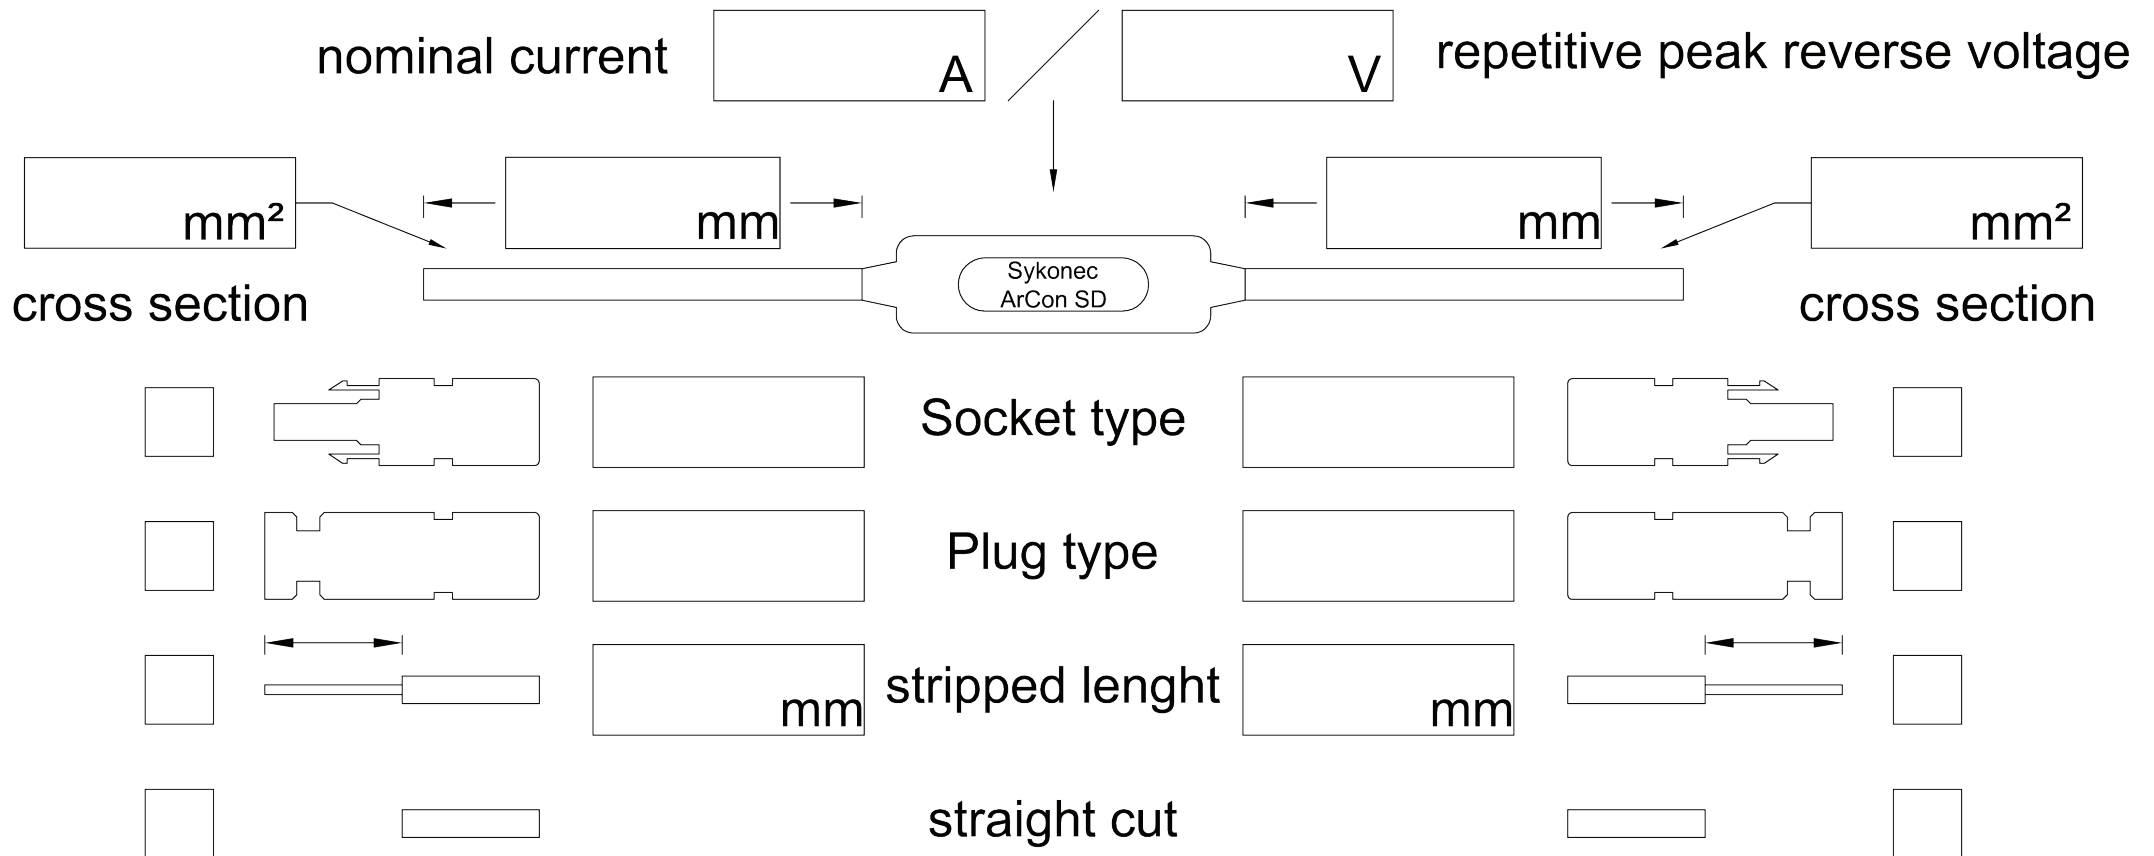 nominal current
A
V
repetitive peak reverse voltage
mm²
mm
mm
mm²
Sykonec
ArCon SD
cross section
cross section
Socket type
Plug type
mm
stripped lenght
mm
straight cut